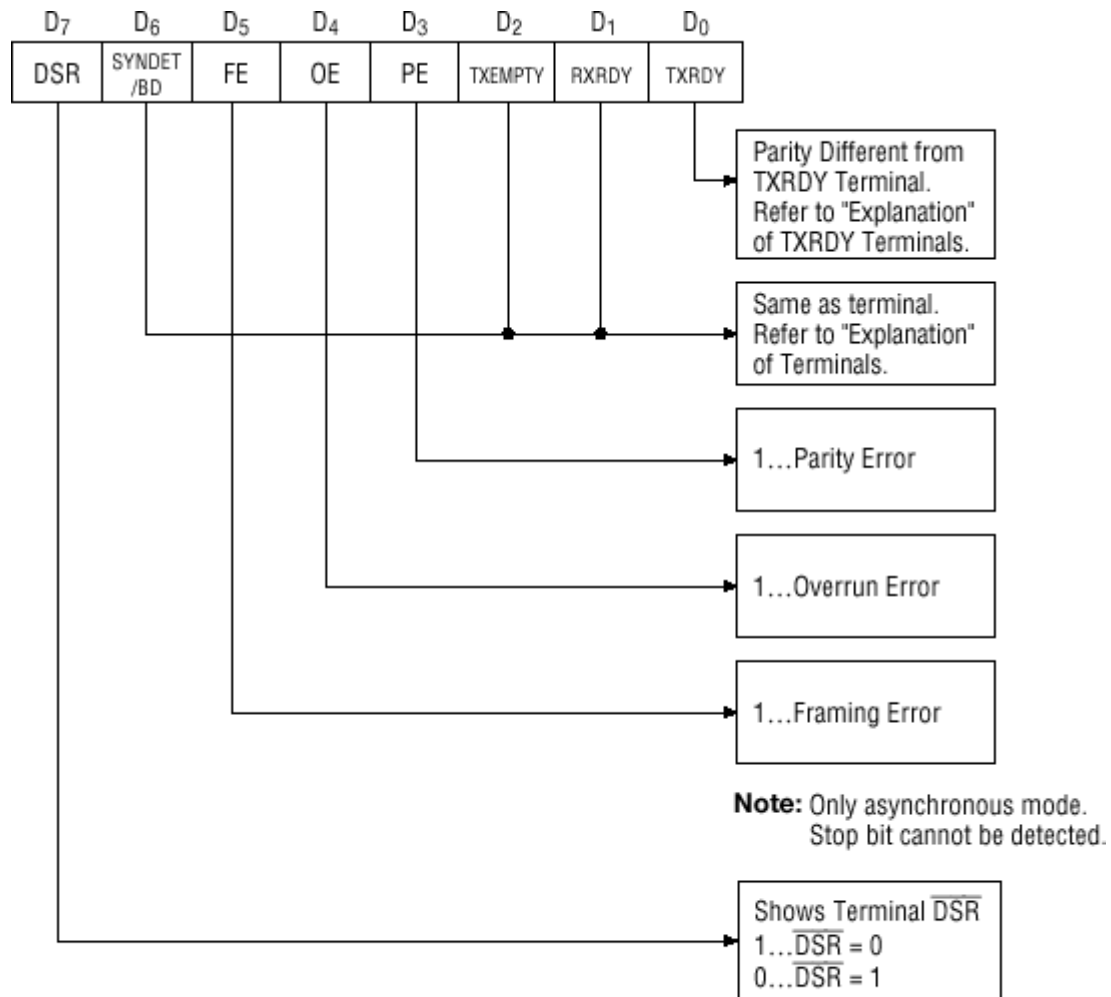 D7 D6 D5 D4 D3 D2 D1 D0
DSR SYNDET /BD FE OE PE TXEMPTY RXRDY TXRDY
Parity Different from
TXRDY Terminal.
Refer to "Explanation"
of TXRDY Terminals.
Same as terminal.
Refer to "Explanation"
of Terminals.
1...Parity Error
1...Overrun Error
1...Framing Error
Note: Only asynchronous mode.
Stop bit cannot be detected.
Shows Terminal D̅S̅R̅
1...D̅S̅R̅ = 0
0...D̅S̅R̅ = 1